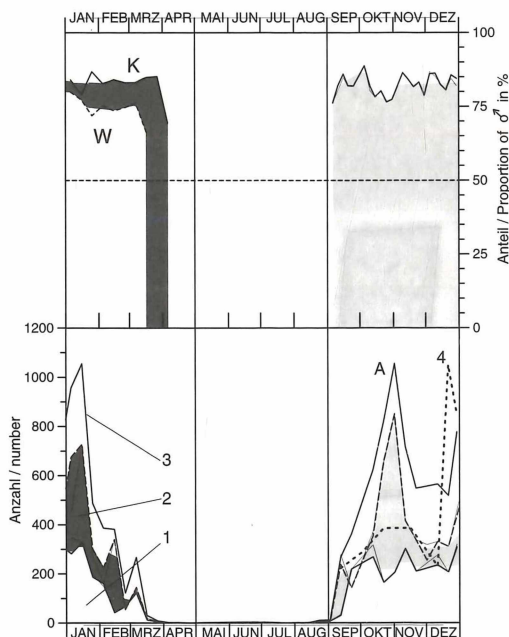 JAN FEB MRZ APR MAI JUN JUL AUG SEP OKT NOV DEZ
100
K
75
W
50
25
0
Anteil / Proportion of ♂ in %
1200
1000
800
600
400
200
0
Anzahl / number
A
4
3
2
1
JAN FEB MRZ APR MAI JUN JUL AUG SEP OKT NOV DEZ